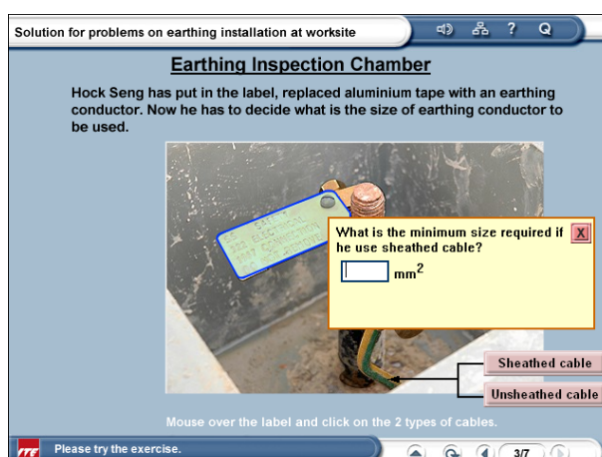 Solution for problems on earthing installation at worksite
? Q
Earthing Inspection Chamber
Hock Seng has put in the label, replaced aluminium tape with an earthing
conductor. Now he has to decide what is the size of earthing conductor to
be used.
What is the minimum size required if
he use sheathed cable?
X
mm²
Sheathed cable
Unsheathed cable
Mouse over the label and click on the 2 types of cables.
ITE
Please try the exercise.
3/7